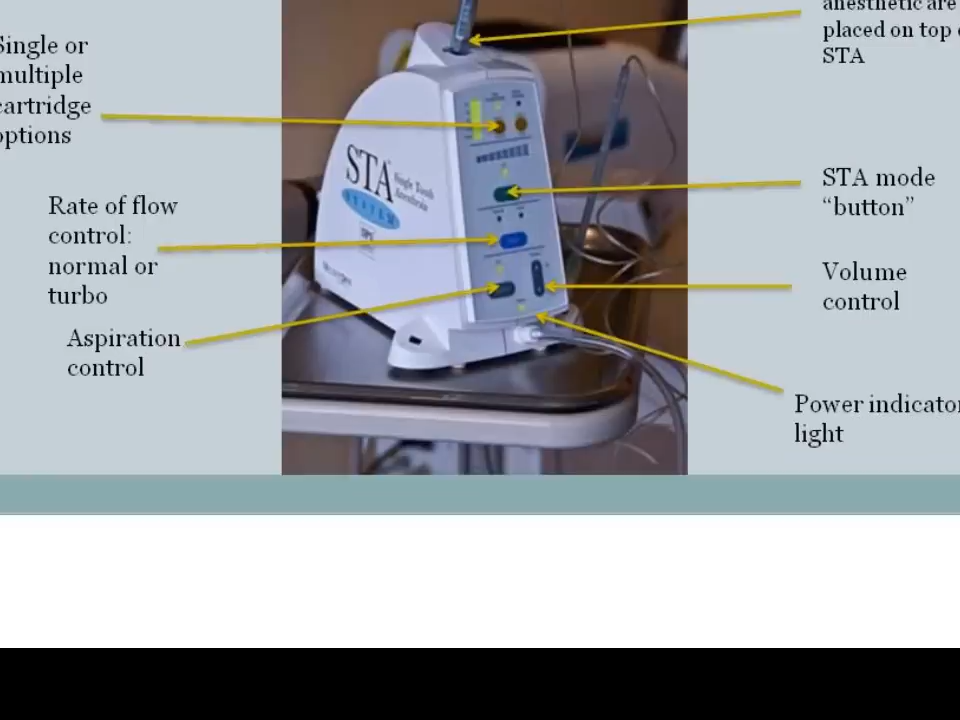 anesthetic are
placed on top
STA
Single or
multiple
cartridge
options
STA mode
“button”
Rate of flow
control:
normal or
turbo
Volume
control
Aspiration
control
Power indicator
light
STA
Single Tooth
Anesthesia
SYSTEM